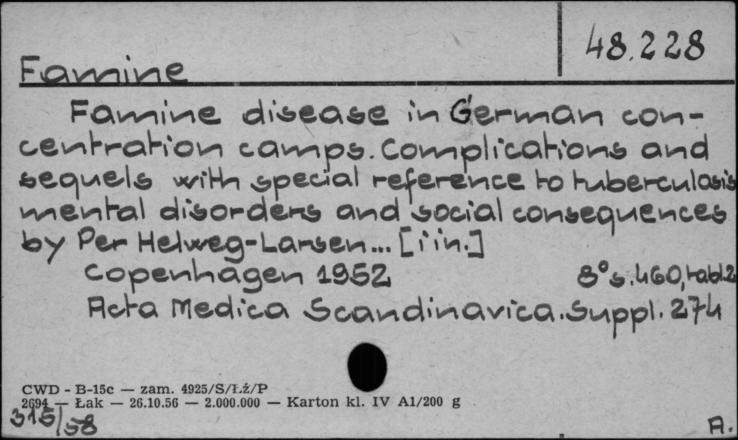 48.228
Famine
Famine disease in German con-
centration camps. Complications and
sequels with special reference to tuberculosis
mental disorders and social consequences
by Per Helweg-Larsen... [i in.]
Copenhagen 1952 8° s. 460, tabl. 2
Acta Medica Scandinavica. Suppl. 274
CWD - B-15c — zam. 4925/S/Łż/P
2694 — Łak — 26.10.56 — 2.000.000 — Karton kl. IV A1/200 g
315/58
A.